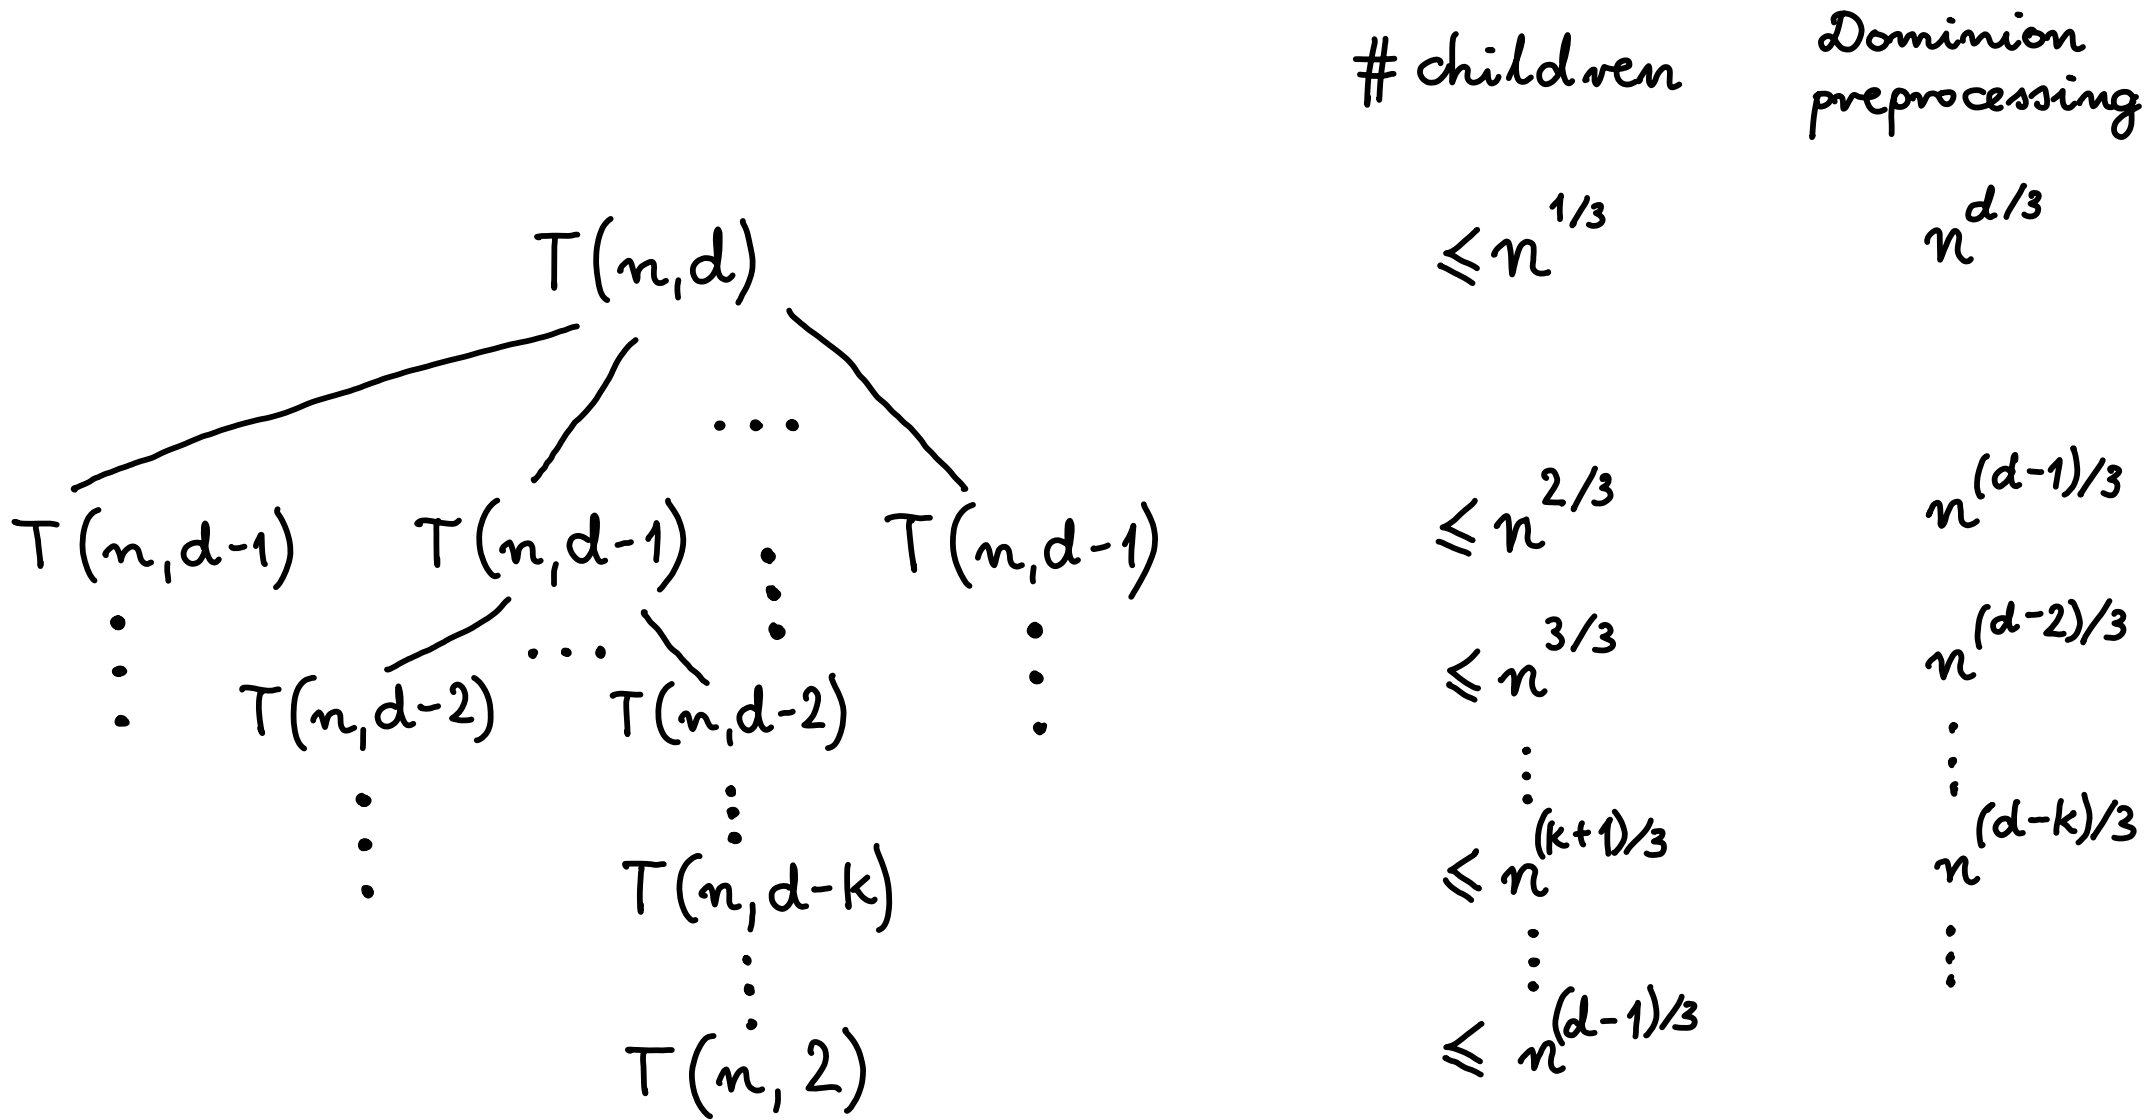 # children Dominion
preprocessing
T(n,d) ≤ n^{1/3} n^{d/3}
...
T(n,d-1) T(n,d-1) T(n,d-1) ≤ n^{2/3} n^{(d-1)/3}
...
T(n,d-2) T(n,d-2) ≤ n^{3/3} n^{(d-2)/3}
T(n,d-k) ≤ n^{(k+1)/3} n^{(d-k)/3}
T(n,2) ≤ n^{(d-1)/3}